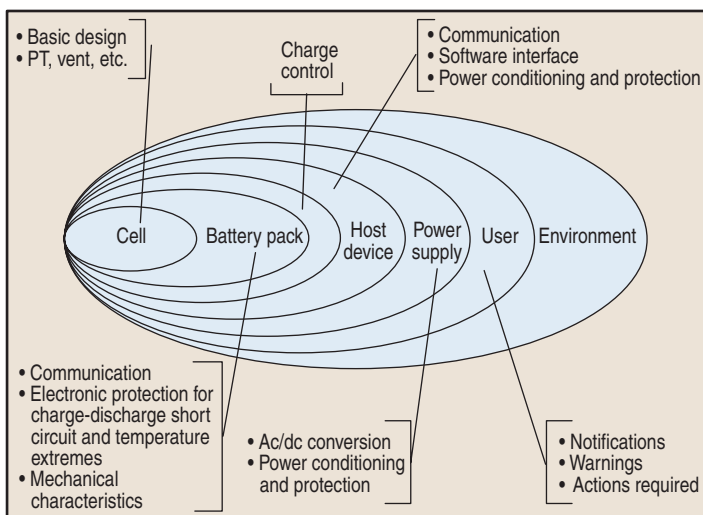 • Basic design
• PT, vent, etc.
Charge
control
• Communication
• Software interface
• Power conditioning and protection
Cell
Battery pack
Host
device
Power
supply
User
Environment
• Communication
• Electronic protection for
charge-discharge short
circuit and temperature
extremes
• Mechanical
characteristics
• Ac/dc conversion
• Power conditioning
and protection
• Notifications
• Warnings
• Actions required